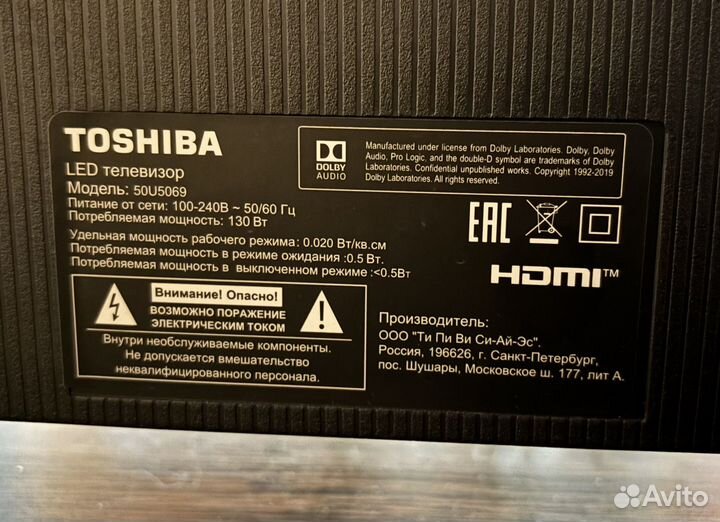 TOSHIBA
LED телевизор
Модель: 50U5069
Питание от сети: 100-240В ~ 50/60 Гц
Потребляемая мощность: 130 Вт
Удельная мощность рабочего режима: 0.020 Вт/кв.см
Потребляемая мощность в режиме ожидания :0.5 Вт.
Потребляемая мощность в выключенном режиме :<0.5Вт
Внимание! Опасно!
ВОЗМОЖНО ПОРАЖЕНИЕ
ЭЛЕКТРИЧЕСКИМ ТОКОМ
Внутри необслуживаемые компоненты.
Не допускается вмешательство
неквалифицированного персонала.
DOLBY
AUDIO
Manufactured under license from Dolby Laboratories. Dolby, Dolby
Audio, Pro Logic, and the double-D symbol are trademarks of Dolby
Laboratories. Confidential unpublished works. Copyright 1992-2019
Dolby Laboratories. All rights reserved.
EAC
HDMI™
Производитель:
ООО "Ти Пи Ви Си-Ай-Эс".
Россия, 196626, г. Санкт-Петербург,
пос. Шушары, Московское ш. 177, лит А.
Avito